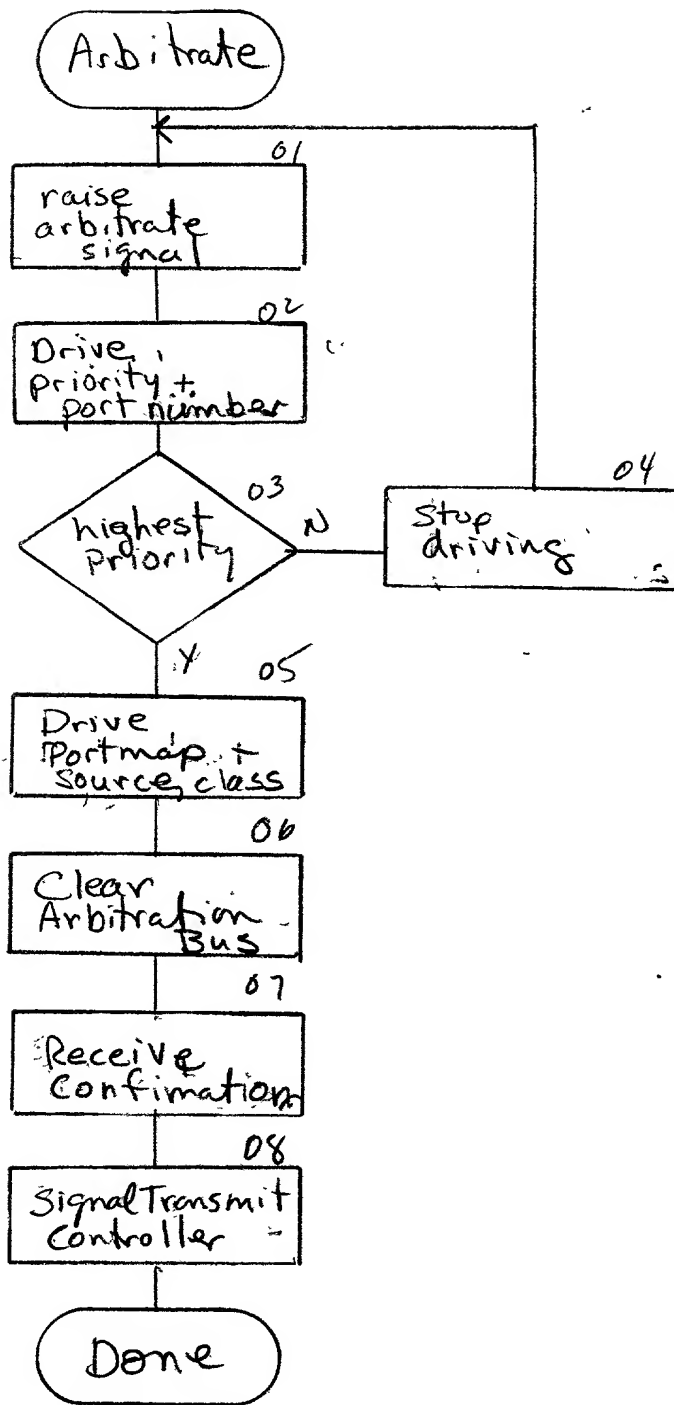 Arbitrate
01
raise
arbitrate
signal
02
Drive
priority +
port number
03
highest
priority
N
04
Stop
driving
Y
05
Drive
Portmap +
source, class
06
Clear
Arbitration
Bus
07
Receive
Confimation
08
Signal Transmit
Controller
Done